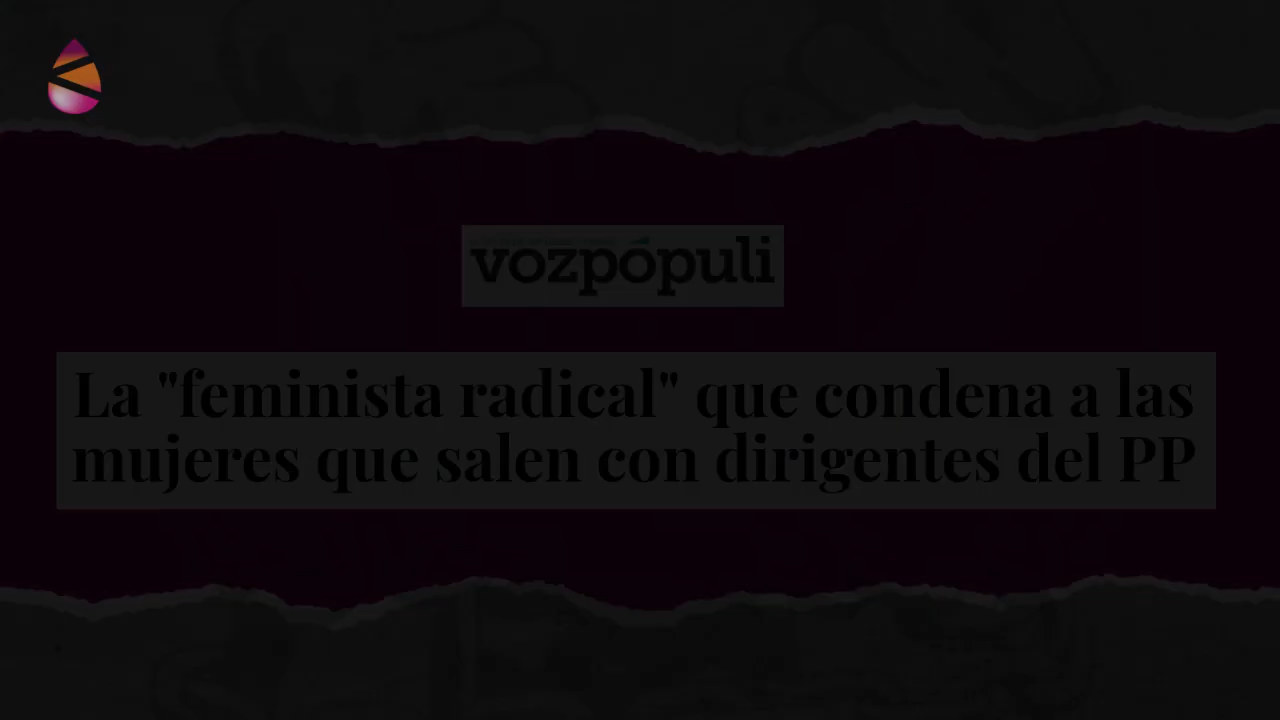 vozpópuli
La "feminista radical" que condena a las
mujeres que salen con dirigentes del PP